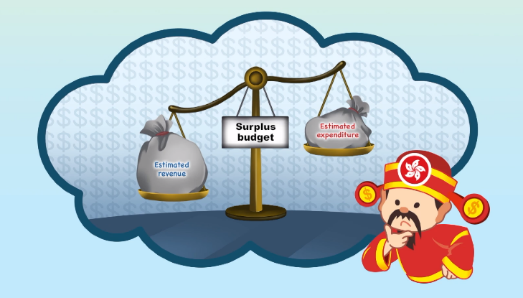 Surplus
budget
Estimated
expenditure
Estimated
revenue